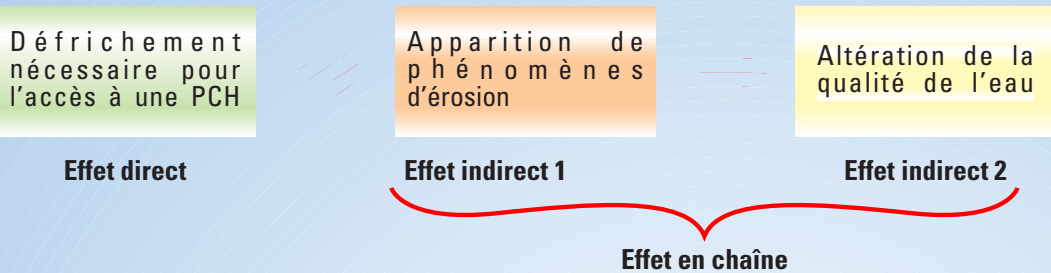 Défrichement
nécessaire pour
l'accès à une PCH
Apparition de
phénomènes
d'érosion
Altération de la
qualité de l'eau
Effet direct
Effet indirect 1
Effet indirect 2
Effet en chaîne